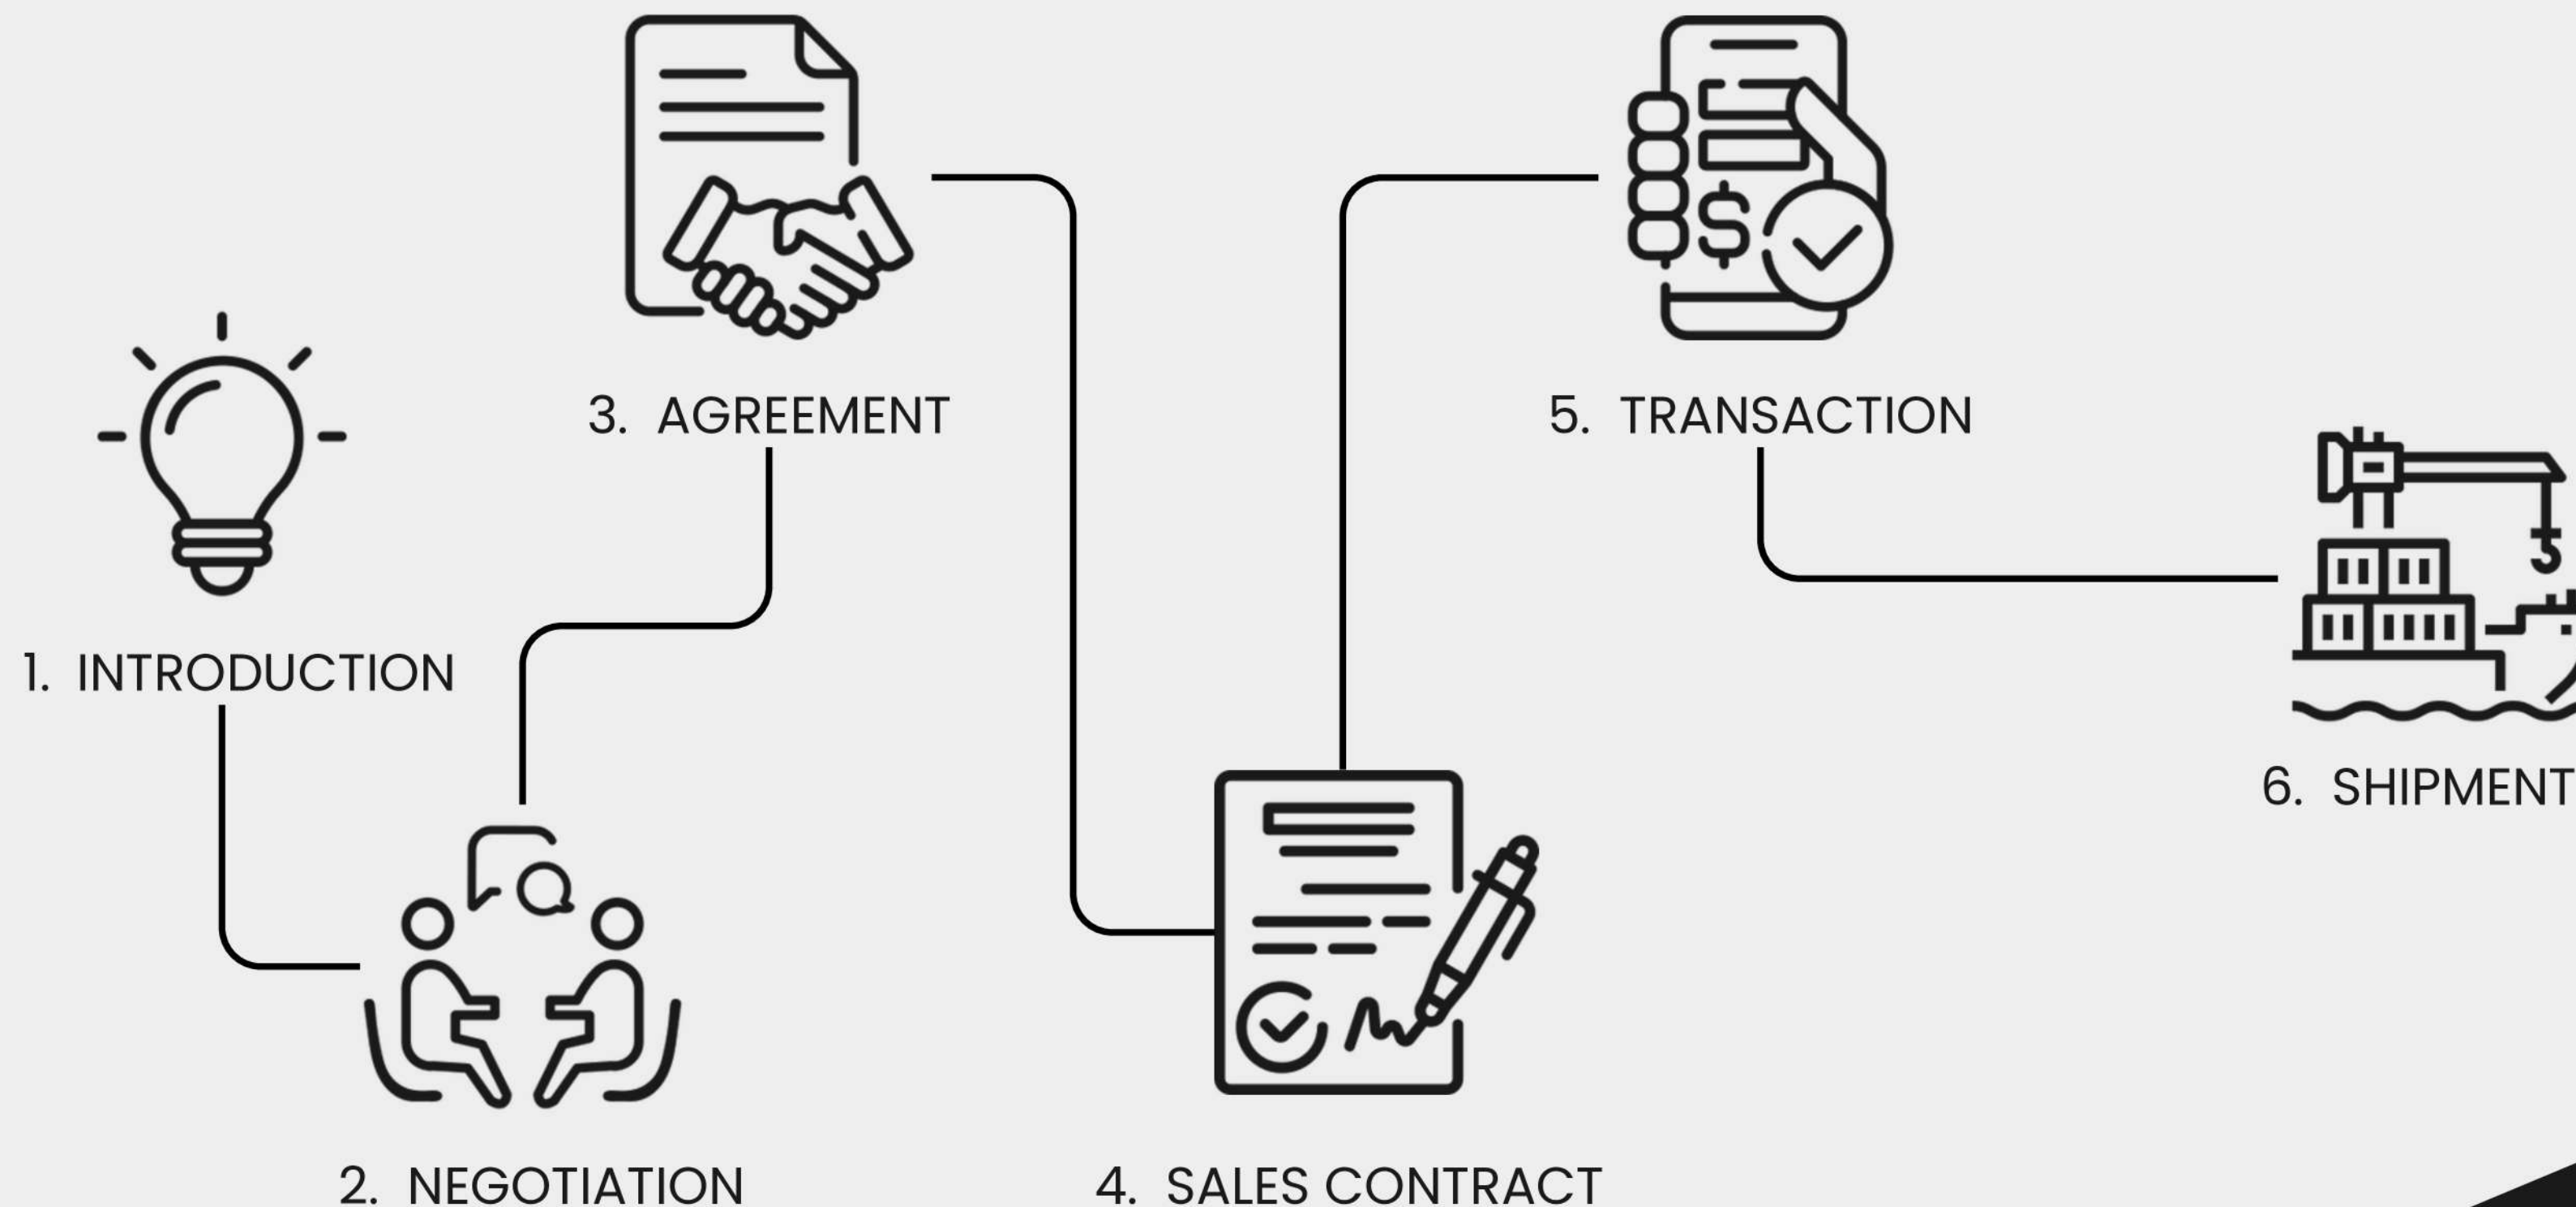 1. INTRODUCTION
2. NEGOTIATION
3. AGREEMENT
4. SALES CONTRACT
5. TRANSACTION
6. SHIPMENT